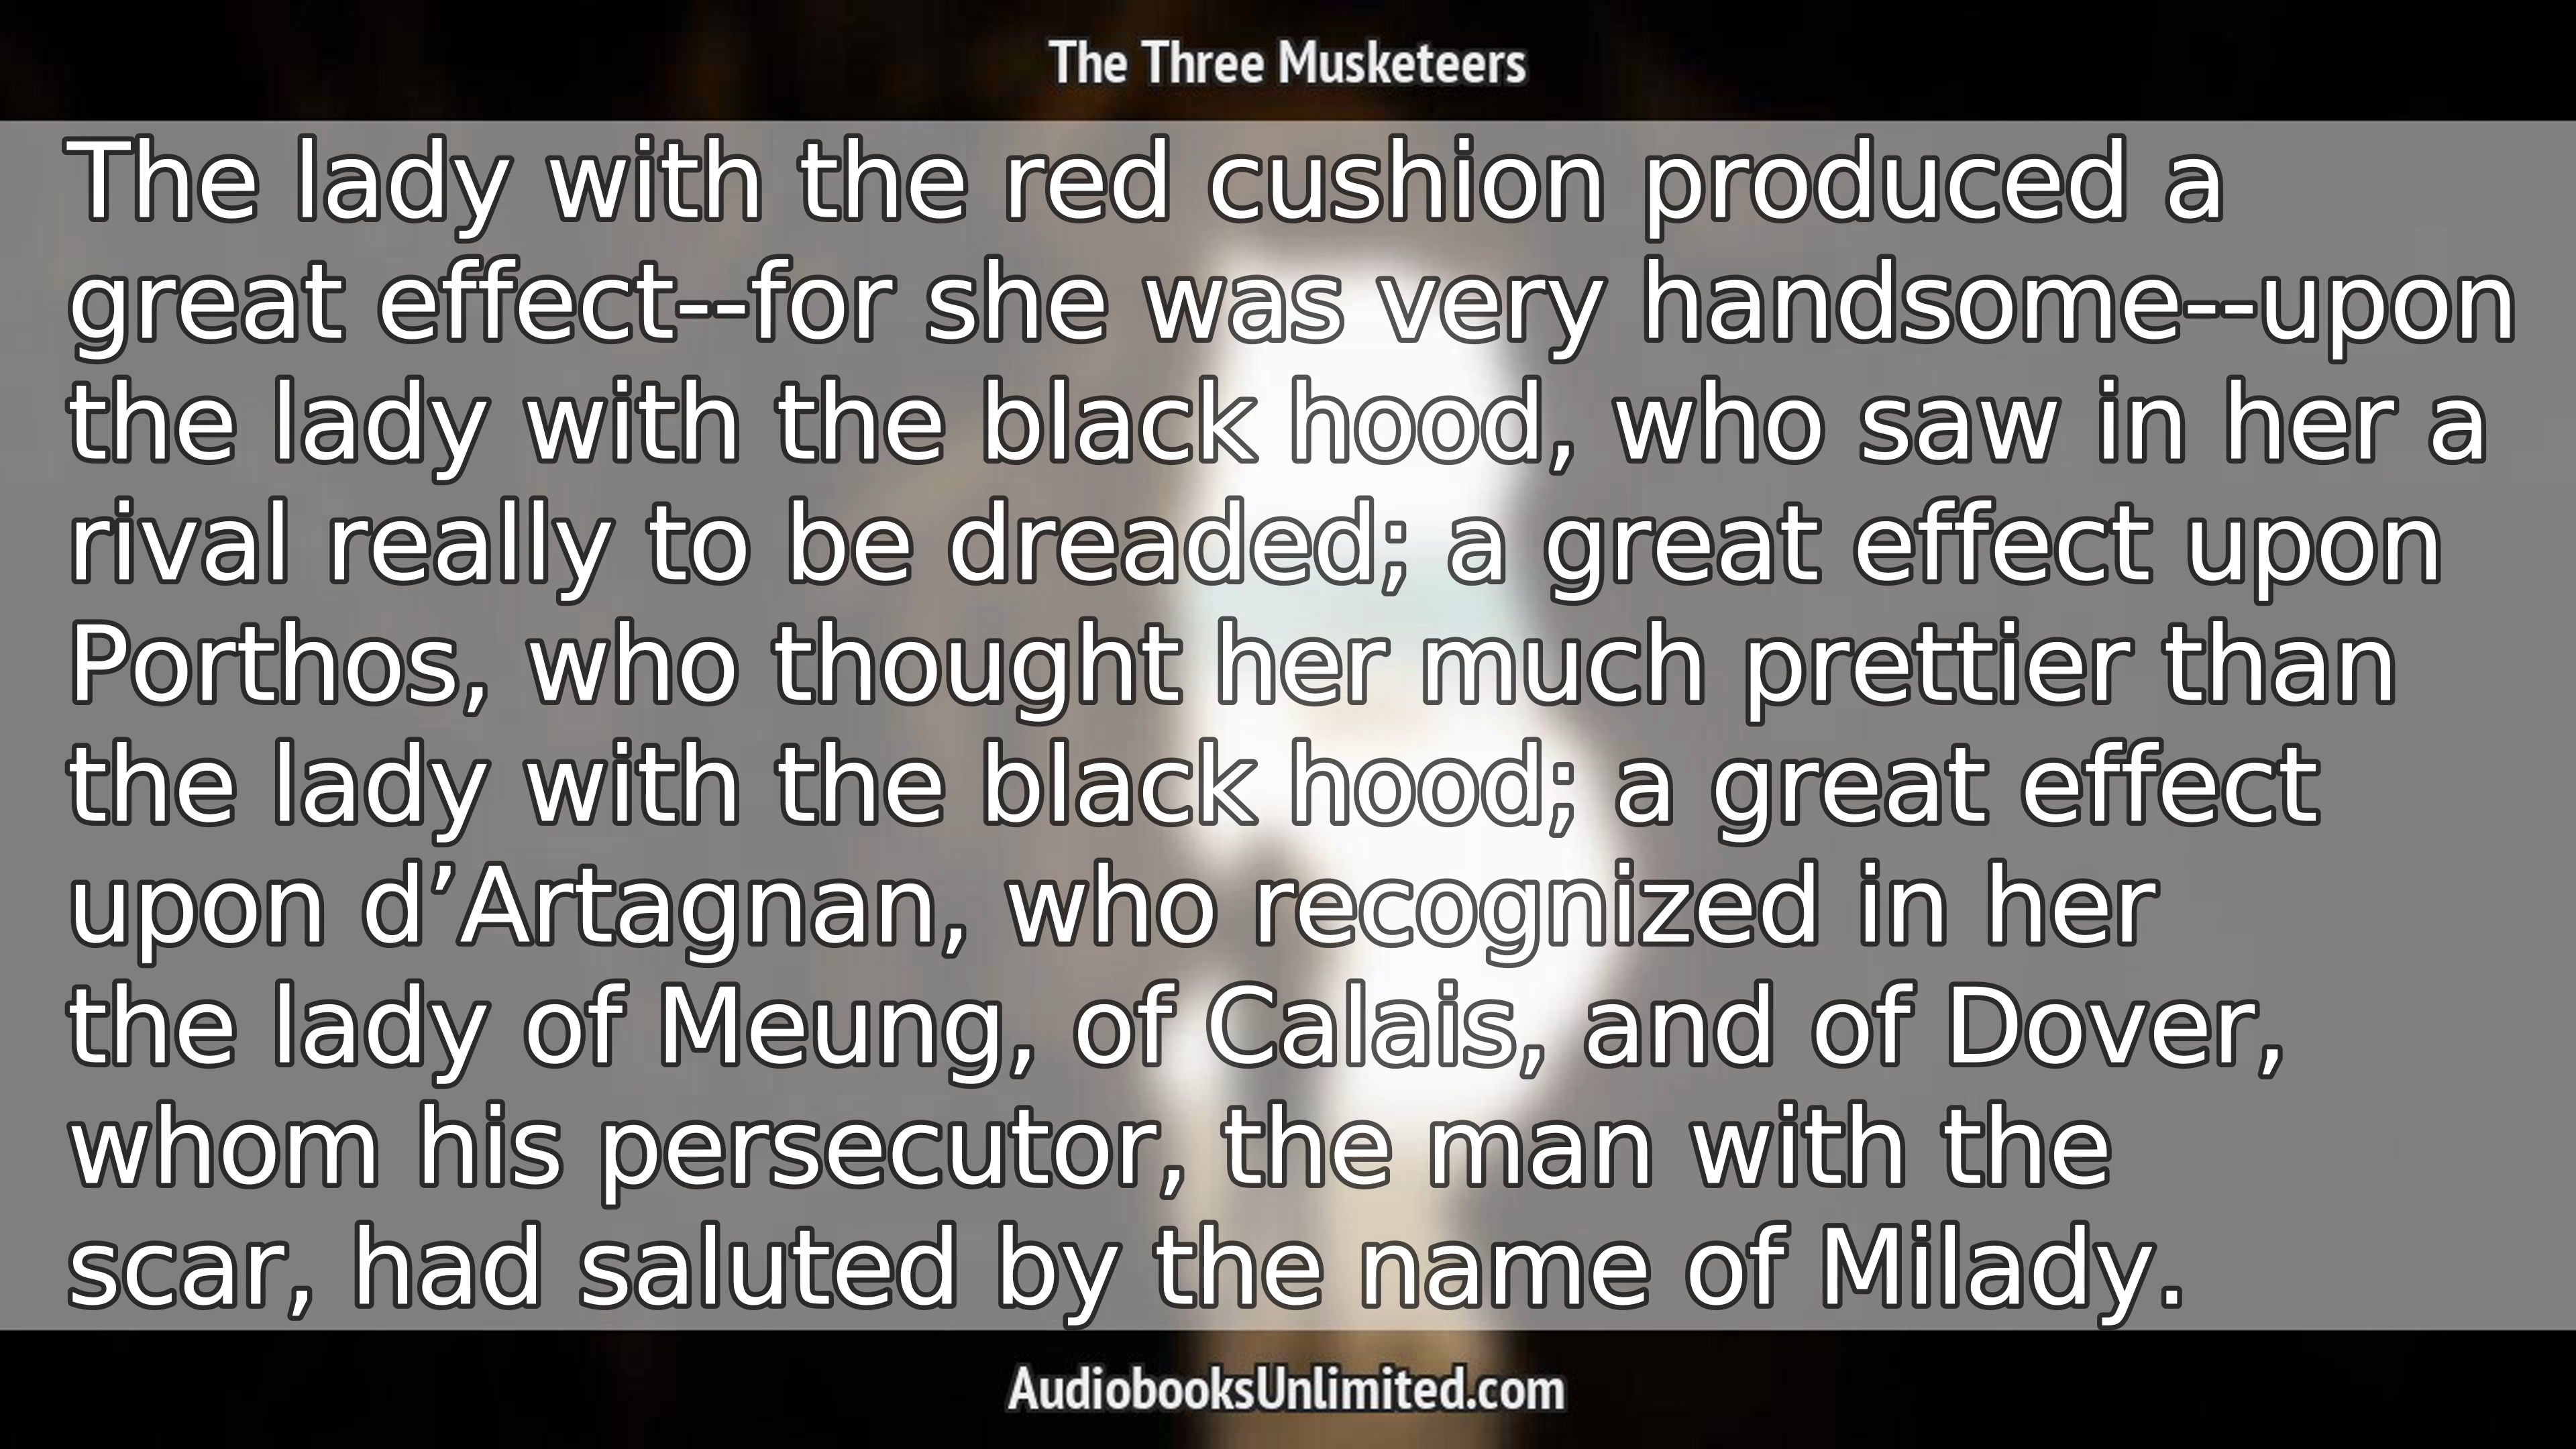 The Three Musketeers
The lady with the red cushion produced a
great effect--for she was very handsome--upon
the lady with the black hood, who saw in her a
rival really to be dreaded; a great effect upon
Porthos, who thought her much prettier than
the lady with the black hood; a great effect
upon d’Artagnan, who recognized in her
the lady of Meung, of Calais, and of Dover,
whom his persecutor, the man with the
scar, had saluted by the name of Milady.
AudiobooksUnlimited.com